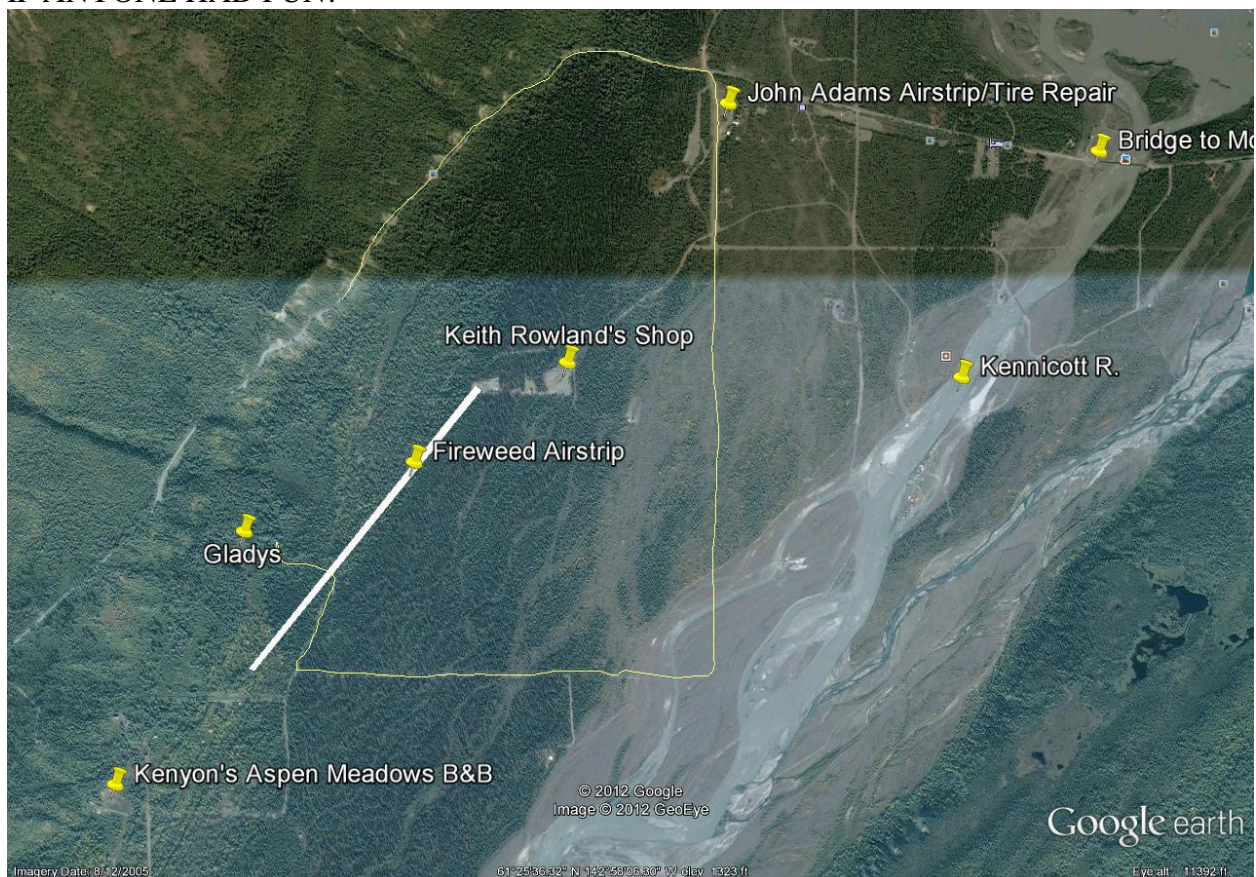 John Adams Airstrip/Tire Repair
Bridge to Mc
Keith Rowland's Shop
Kennicott R.
Fireweed Airstrip
Gladys
Kenyon's Aspen Meadows B&B
© 2012 Google
Image © 2012 GeoEye
Google earth
Imagery Date: 8/12/2005
61°25'36.32" N 142°58'06.30" W elev 1323 ft
Eye alt 11392 ft